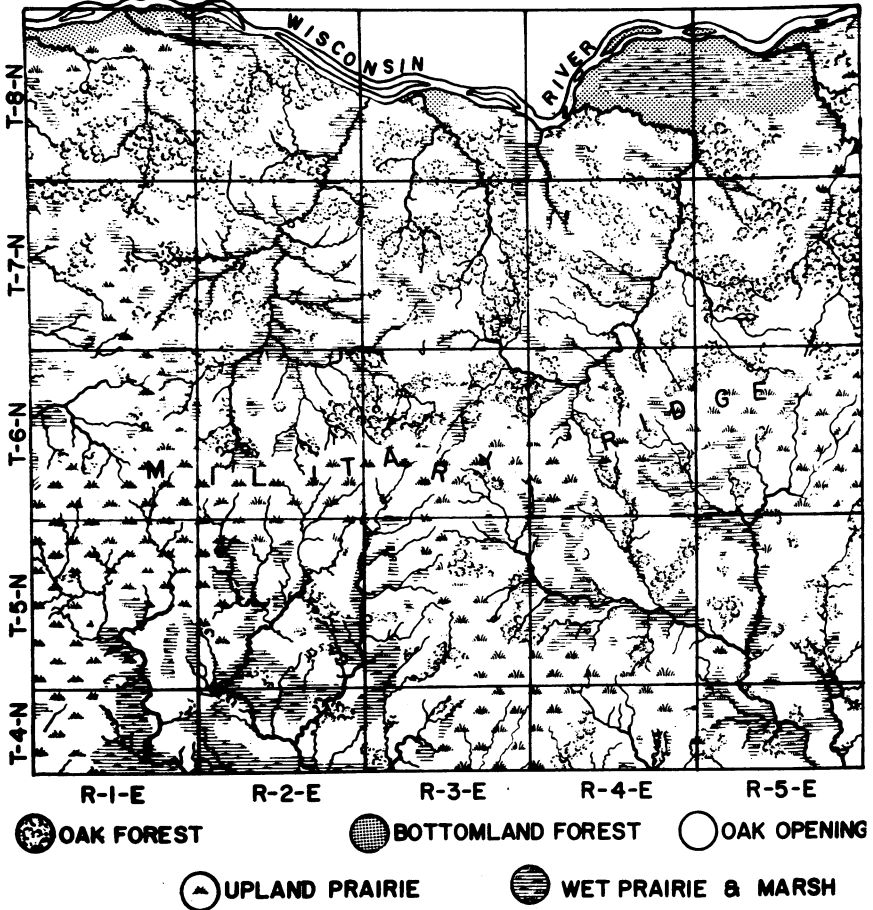 WISCONSIN RIVER
T-8-N
T-7-N
T-6-N
MILITARY RIDGE
T-5-N
T-4-N
R-1-E R-2-E R-3-E R-4-E R-5-E
OAK FOREST BOTTOMLAND FOREST OAK OPENING
UPLAND PRAIRIE WET PRAIRIE & MARSH